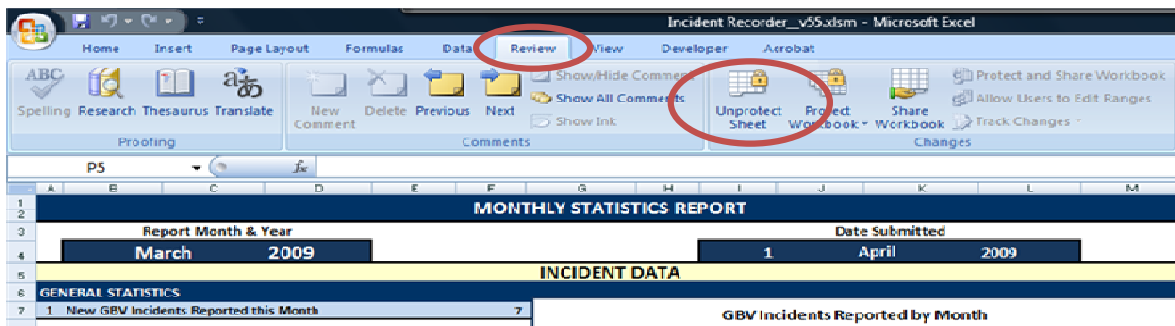 Incident Recorder_v55.xlsm - Microsoft Excel
Home Insert Page Layout Formulas Data Review View Developer Acrobat
ABC
Spelling Research Thesaurus Translate
New Comment Delete Previous Next
Show/Hide Comment
Show All Comments
Show Ink
Unprotect Sheet Protect Workbook Share Workbook
Protect and Share Workbook
Allow Users to Edit Ranges
Track Changes
Proofing Comments Changes
P5 fx
A B C D E F G H I J K L M
1
2 MONTHLY STATISTICS REPORT
3 Report Month & Year Date Submitted
4 March 2009 1 April 2009
5 INCIDENT DATA
6 GENERAL STATISTICS
7 1 New GBV Incidents Reported this Month 7
GBV Incidents Reported by Month